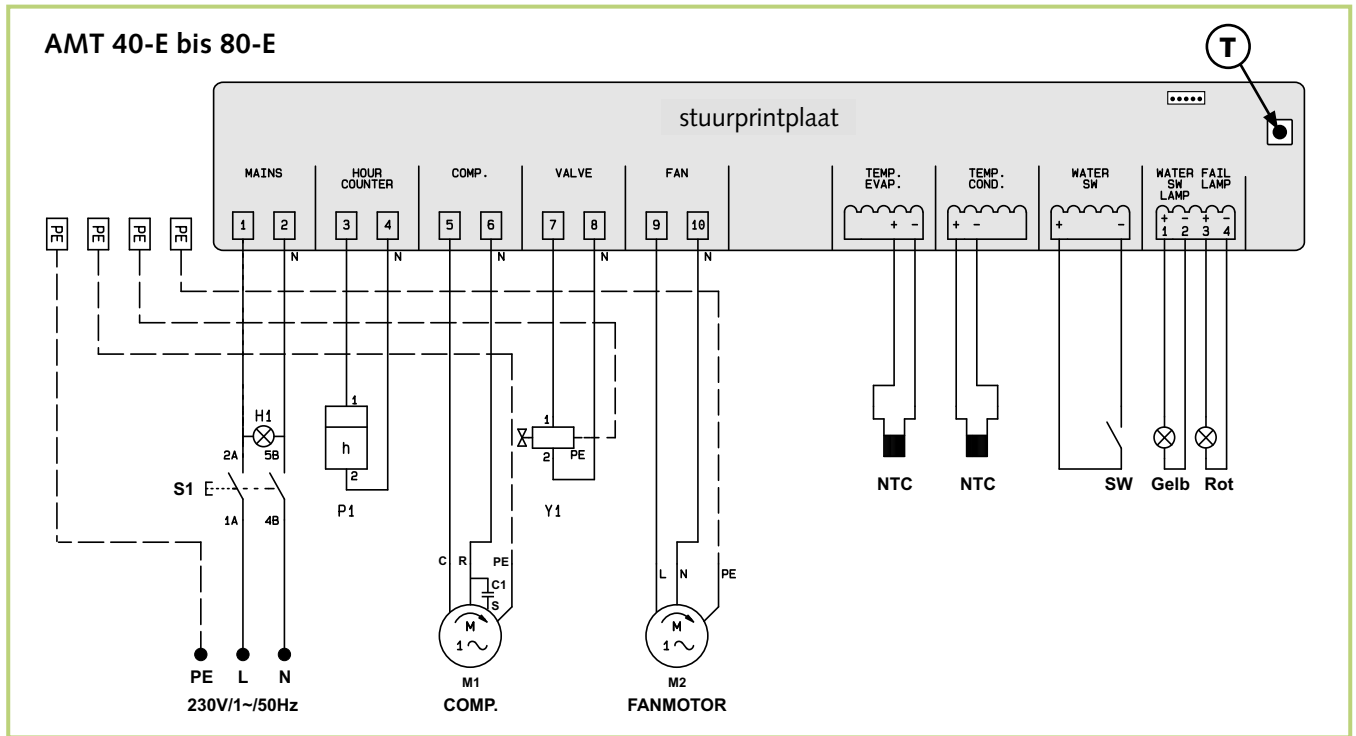 AMT 40-E bis 80-E
T
stuurprintplaat
MAINS
HOUR
COUNTER
COMP.
VALVE
FAN
TEMP.
EVAP.
TEMP.
COND.
WATER
SW
WATER
SW
LAMP
FAIL
LAMP
PE PE PE PE
1 2 3 4 5 6 7 8 9 10
+ -
+ -
+ -
+ - + -
1 2 3 4
N N N N N
H1
2A 5B
S1
1A 4B
1
h
2
P1
1
2 PE
Y1
NTC NTC SW Gelb Rot
C R PE
C1
S
M
1~
L N PE
M
1~
PE L N
230V/1~/50Hz
M1
COMP.
M2
FANMOTOR